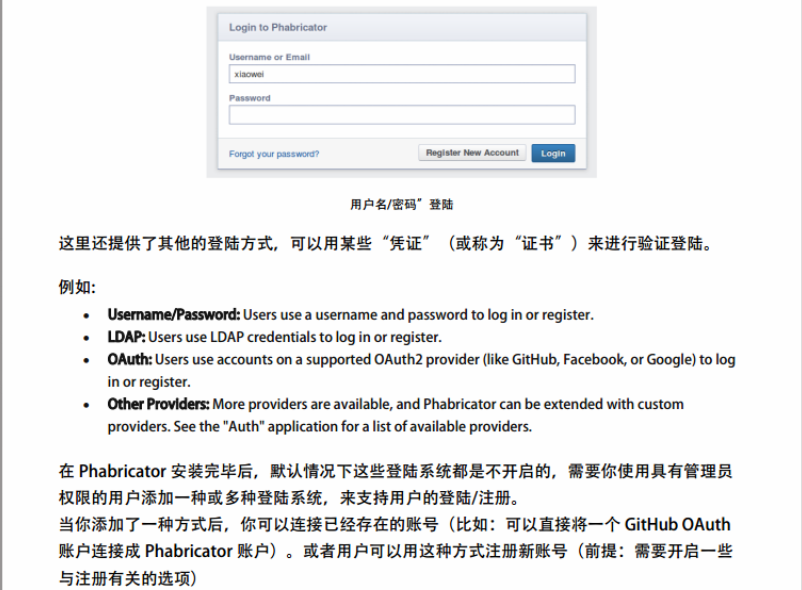 Login to Phabricator
Username or Email
xiaowei
Password
Forgot your password?
Register New Account
Login
用户名/密码”登陆
这里还提供了其他的登陆方式，可以用某些“凭证”（或称为“证书”）来进行验证登陆。
例如:
• Username/Password: Users use a username and password to log in or register.
• LDAP: Users use LDAP credentials to log in or register.
• OAuth: Users use accounts on a supported OAuth2 provider (like GitHub, Facebook, or Google) to log
in or register.
• Other Providers: More providers are available, and Phabricator can be extended with custom
providers. See the "Auth" application for a list of available providers.
在 Phabricator 安装完毕后，默认情况下这些登陆系统都是不开启的，需要你使用具有管理员
权限的用户添加一种或多种登陆系统，来支持用户的登陆/注册。
当你添加了一种方式后，你可以连接已经存在的账号（比如：可以直接将一个 GitHub OAuth
账户连接成 Phabricator 账户）。或者用户可以用这种方式注册新账号（前提：需要开启一些
与注册有关的选项）